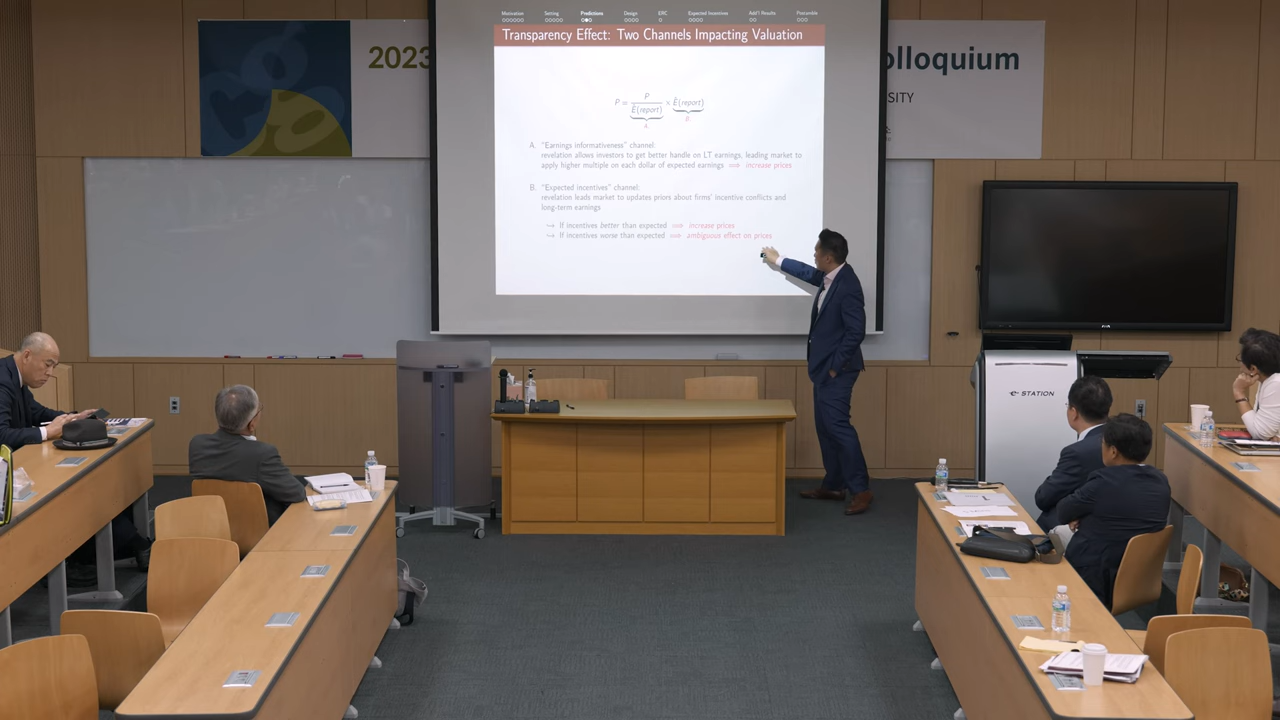 Motivation Setting Predictions Design ERC Expected Incentives Add'l Results Postamble
Transparency Effect: Two Channels Impacting Valuation
2023
olloquium
SITY
P = P / Ê(report) × Ê(report)
A. B.
A. "Earnings informativeness" channel:
revelation allows investors to get better handle on LT earnings, leading market to
apply higher multiple on each dollar of expected earnings ⟹ increase prices
B. "Expected incentives" channel:
revelation leads market to updates priors about firms' incentive conflicts and
long-term earnings
↪ If incentives better than expected ⟹ increase prices
↪ If incentives worse than expected ⟹ ambiguous effect on prices
e-STATION